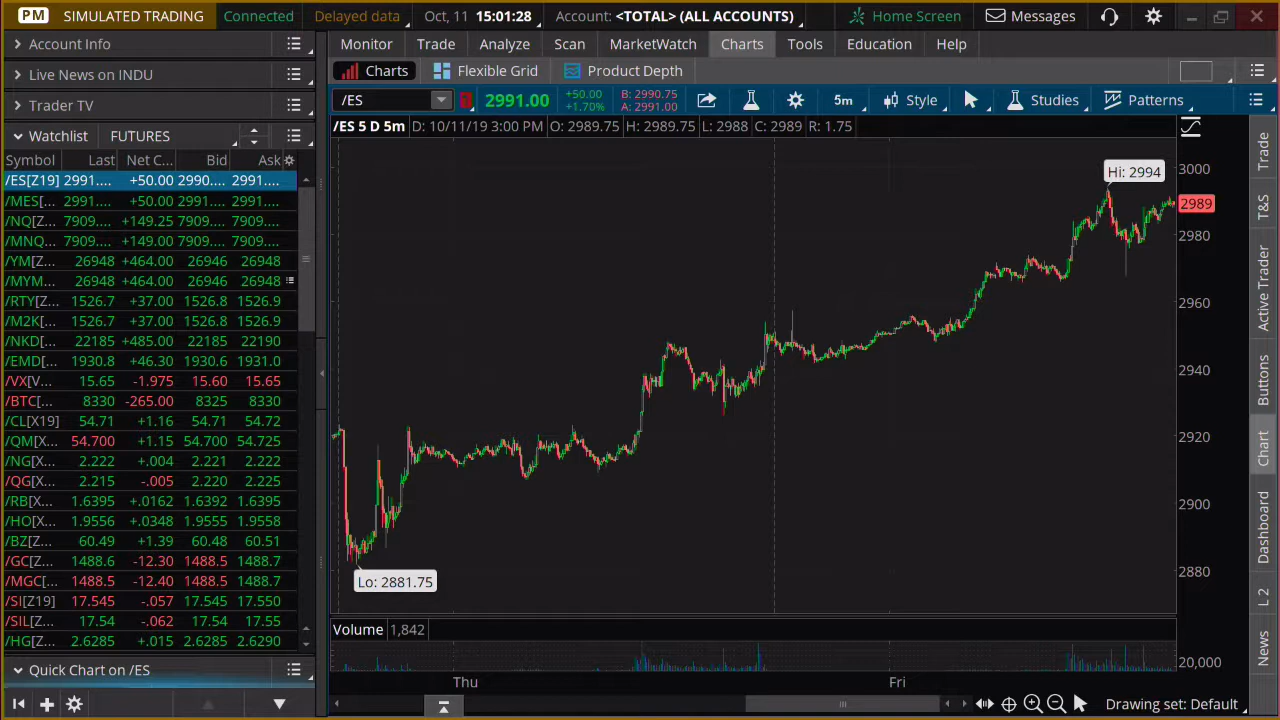 PM SIMULATED TRADING Connected Delayed data Oct, 11 15:01:28 Account: <TOTAL> (ALL ACCOUNTS) Home Screen Messages
Account Info
Live News on INDU
Trader TV
Watchlist FUTURES
Symbol Last Net C... Bid Ask
/ES[Z19] 2991.... +50.00 2990.... 2991....
/MES[... 2991.... +50.00 2991.... 2991....
/NQ[Z... 7909.... +149.25 7909.... 7909....
/MNQ... 7909.... +149.00 7909.... 7909....
/YM[Z... 26948 +464.00 26946 26948
/MYM... 26948 +464.00 26946 26948
/RTY[Z... 1526.7 +37.00 1526.8 1526.9
/M2K[... 1526.7 +37.00 1526.8 1526.9
/NKD[... 22185 +485.00 22185 22190
/EMD[... 1930.8 +46.30 1930.6 1931.0
/VX[V... 15.65 -1.975 15.60 15.65
/BTC[... 8330 -265.00 8325 8330
/CL[X19] 54.71 +1.16 54.71 54.72
/QM[... 54.700 +1.15 54.700 54.725
/NG[X... 2.222 +.004 2.221 2.222
/QG[X... 2.215 -.005 2.220 2.225
/RB[X... 1.6395 +.0162 1.6392 1.6395
/HO[X... 1.9556 +.0348 1.9555 1.9558
/BZ[Z... 60.49 +1.39 60.48 60.51
/GC[Z... 1488.6 -12.30 1488.5 1488.7
/MGC[... 1488.5 -12.40 1488.5 1488.7
/SI[Z19] 17.545 -.057 17.545 17.550
/SIL[Z... 17.54 -.062 17.54 17.55
/HG[Z... 2.6285 +.015 2.6285 2.6290
Quick Chart on /ES
Monitor Trade Analyze Scan MarketWatch Charts Tools Education Help
Charts Flexible Grid Product Depth
/ES 1 2991.00 +50.00 +1.70% B: 2990.75 A: 2991.00 5m Style Studies Patterns
/ES 5 D 5m D: 10/11/19 3:00 PM O: 2989.75 H: 2989.75 L: 2988 C: 2989 R: 1.75
Hi: 2994
3000
2989
2980
2960
2940
2920
2900
2880
Lo: 2881.75
Volume 1,842
20,000
Thu Fri
Drawing set: Default
Trade
T&S
Active Trader
Buttons
Chart
Dashboard
L 2
News